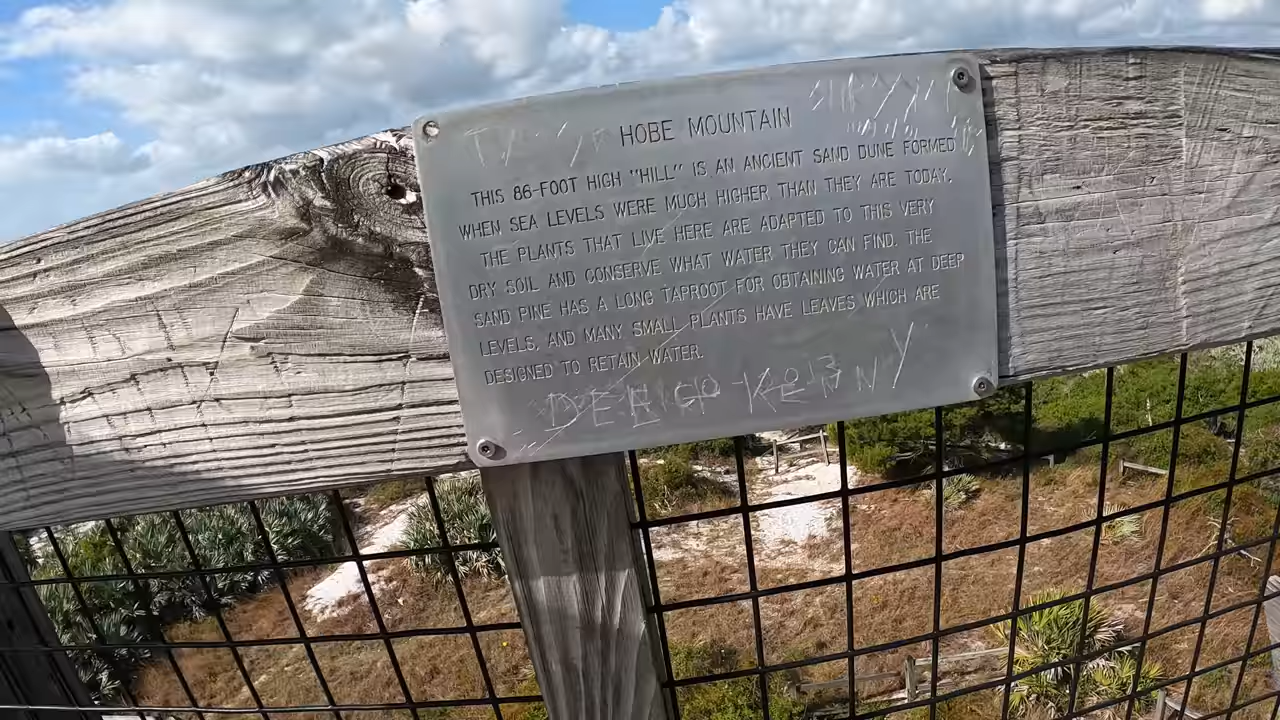 HOBE MOUNTAIN
THIS 86-FOOT HIGH "HILL" IS AN ANCIENT SAND DUNE FORMED
WHEN SEA LEVELS WERE MUCH HIGHER THAN THEY ARE TODAY.
THE PLANTS THAT LIVE HERE ARE ADAPTED TO THIS VERY
DRY SOIL AND CONSERVE WHAT WATER THEY CAN FIND. THE
SAND PINE HAS A LONG TAPROOT FOR OBTAINING WATER AT DEEP
LEVELS, AND MANY SMALL PLANTS HAVE LEAVES WHICH ARE
DESIGNED TO RETAIN WATER.
2013
KENNY